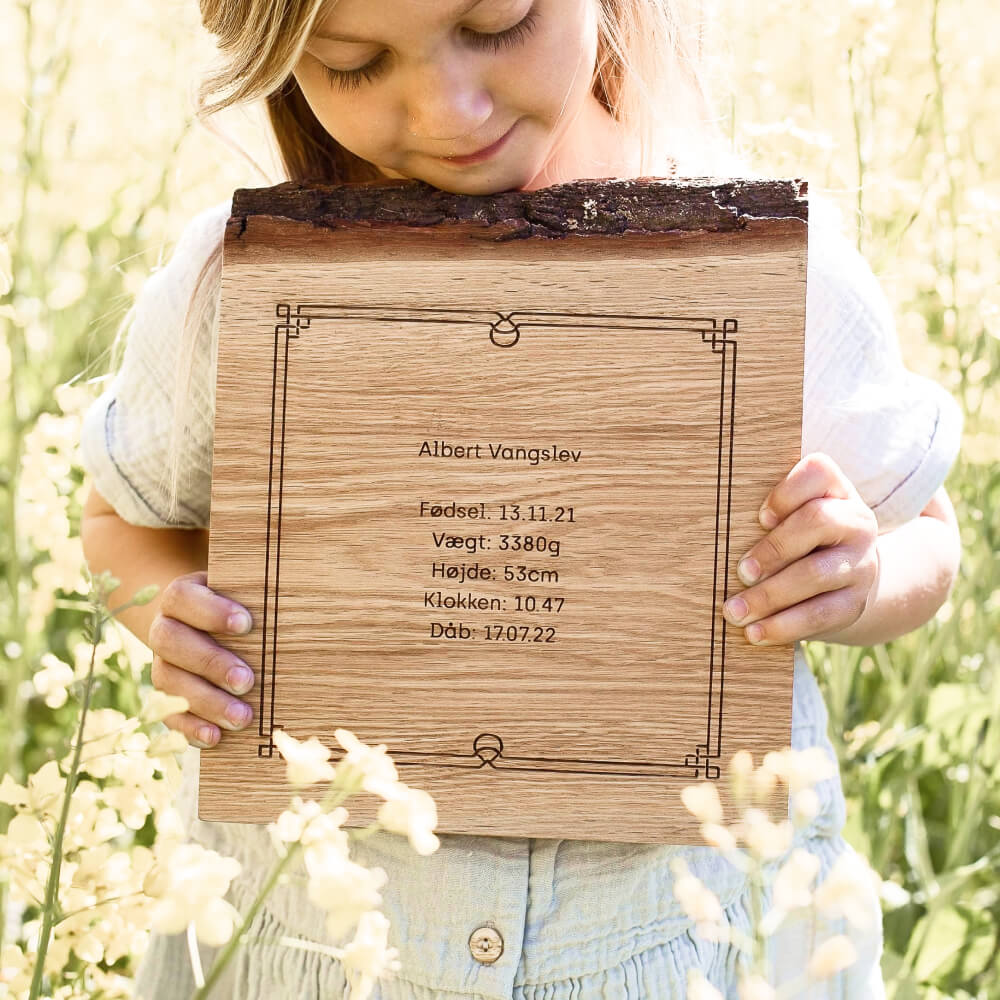 Albert Vangslev
Fødsel: 13.11.21
Vægt: 3380g
Højde: 53cm
Klokken: 10.47
Dåb: 17.07.22